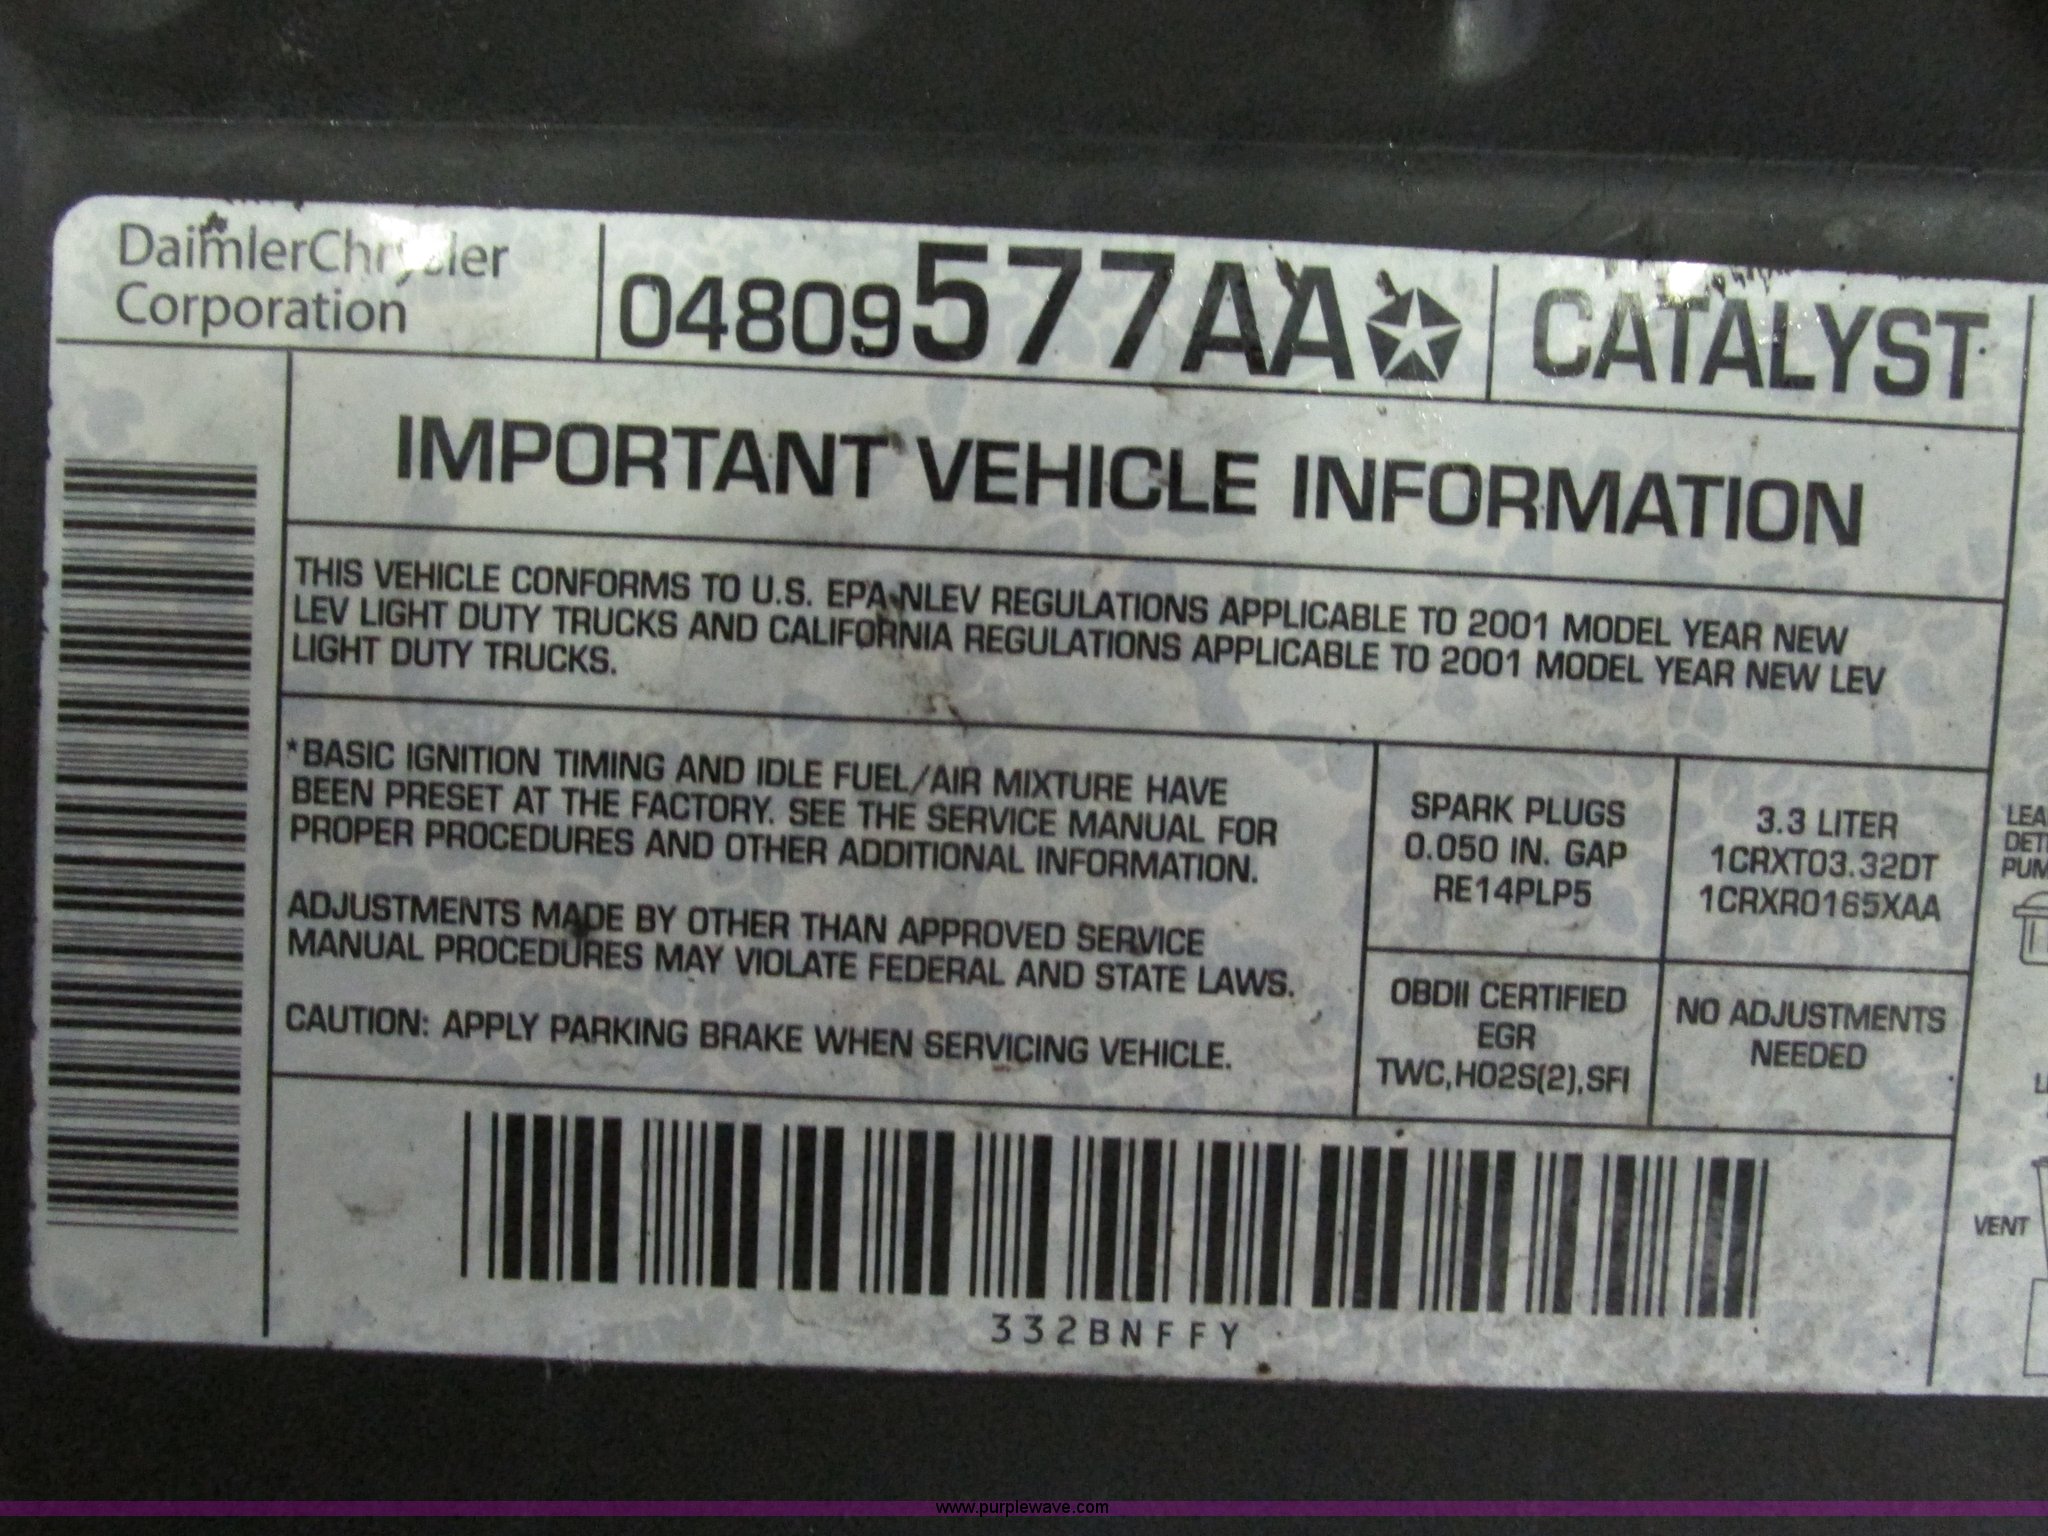 DaimlerChrysler
Corporation
04809577AA
CATALYST
IMPORTANT VEHICLE INFORMATION
THIS VEHICLE CONFORMS TO U.S. EPA NLEV REGULATIONS APPLICABLE TO 2001 MODEL YEAR NEW
LEV LIGHT DUTY TRUCKS AND CALIFORNIA REGULATIONS APPLICABLE TO 2001 MODEL YEAR NEW LEV
LIGHT DUTY TRUCKS.
*BASIC IGNITION TIMING AND IDLE FUEL/AIR MIXTURE HAVE
BEEN PRESET AT THE FACTORY. SEE THE SERVICE MANUAL FOR
PROPER PROCEDURES AND OTHER ADDITIONAL INFORMATION.
ADJUSTMENTS MADE BY OTHER THAN APPROVED SERVICE
MANUAL PROCEDURES MAY VIOLATE FEDERAL AND STATE LAWS.
CAUTION: APPLY PARKING BRAKE WHEN SERVICING VEHICLE.
SPARK PLUGS
0.050 IN. GAP
RE14PLP5
3.3 LITER
1CRXT03.32DT
1CRXR0165XAA
OBDII CERTIFIED
EGR
TWC,HO2S(2),SFI
NO ADJUSTMENTS
NEEDED
VENT
332BNFFY
www.purplewave.com